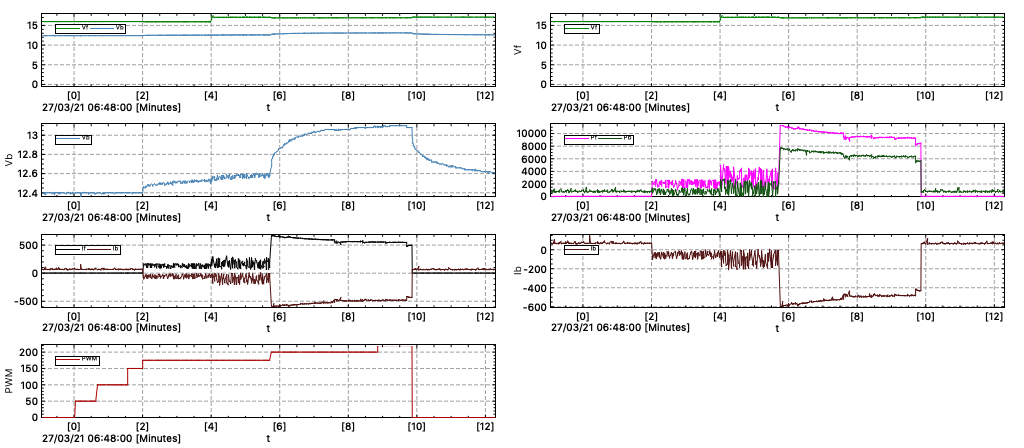 15
10
5
0
Vf Vb
[0] [2] [4] [6] [8] [10] [12]
27/03/21 06:48:00 [Minutes] t
Vf
15
10
5
0
Vf
[0] [2] [4] [6] [8] [10] [12]
27/03/21 06:48:00 [Minutes] t
Vb
13
12.8
12.6
12.4
Vb
[0] [2] [4] [6] [8] [10] [12]
27/03/21 06:48:00 [Minutes] t
10000
8000
6000
4000
2000
0
Pf Pb
[0] [2] [4] [6] [8] [10] [12]
27/03/21 06:48:00 [Minutes] t
500
0
-500
If Ib
[0] [2] [4] [6] [8] [10] [12]
27/03/21 06:48:00 [Minutes] t
Ib
0
-200
-400
-600
Ib
[0] [2] [4] [6] [8] [10] [12]
27/03/21 06:48:00 [Minutes] t
PWM
200
150
100
50
0
PWM
[0] [2] [4] [6] [8] [10] [12]
27/03/21 06:48:00 [Minutes] t